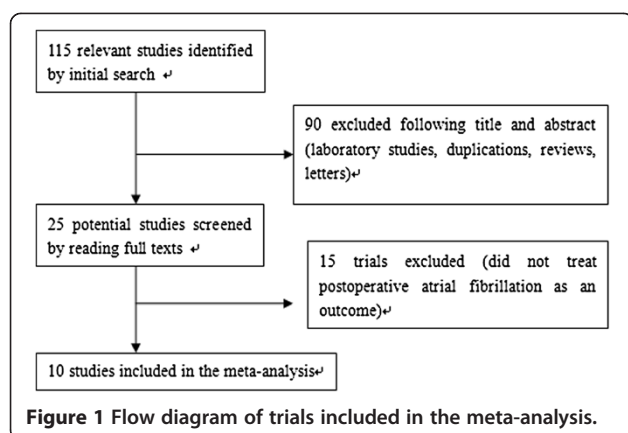 115 relevant studies identified
by initial search ↵
90 excluded following title and abstract
(laboratory studies, duplications, reviews,
letters)↵
25 potential studies screened
by reading full texts ↵
15 trials excluded (did not treat
postoperative atrial fibrillation as an
outcome)↵
10 studies included in the meta-analysis↵
Figure 1 Flow diagram of trials included in the meta-analysis.